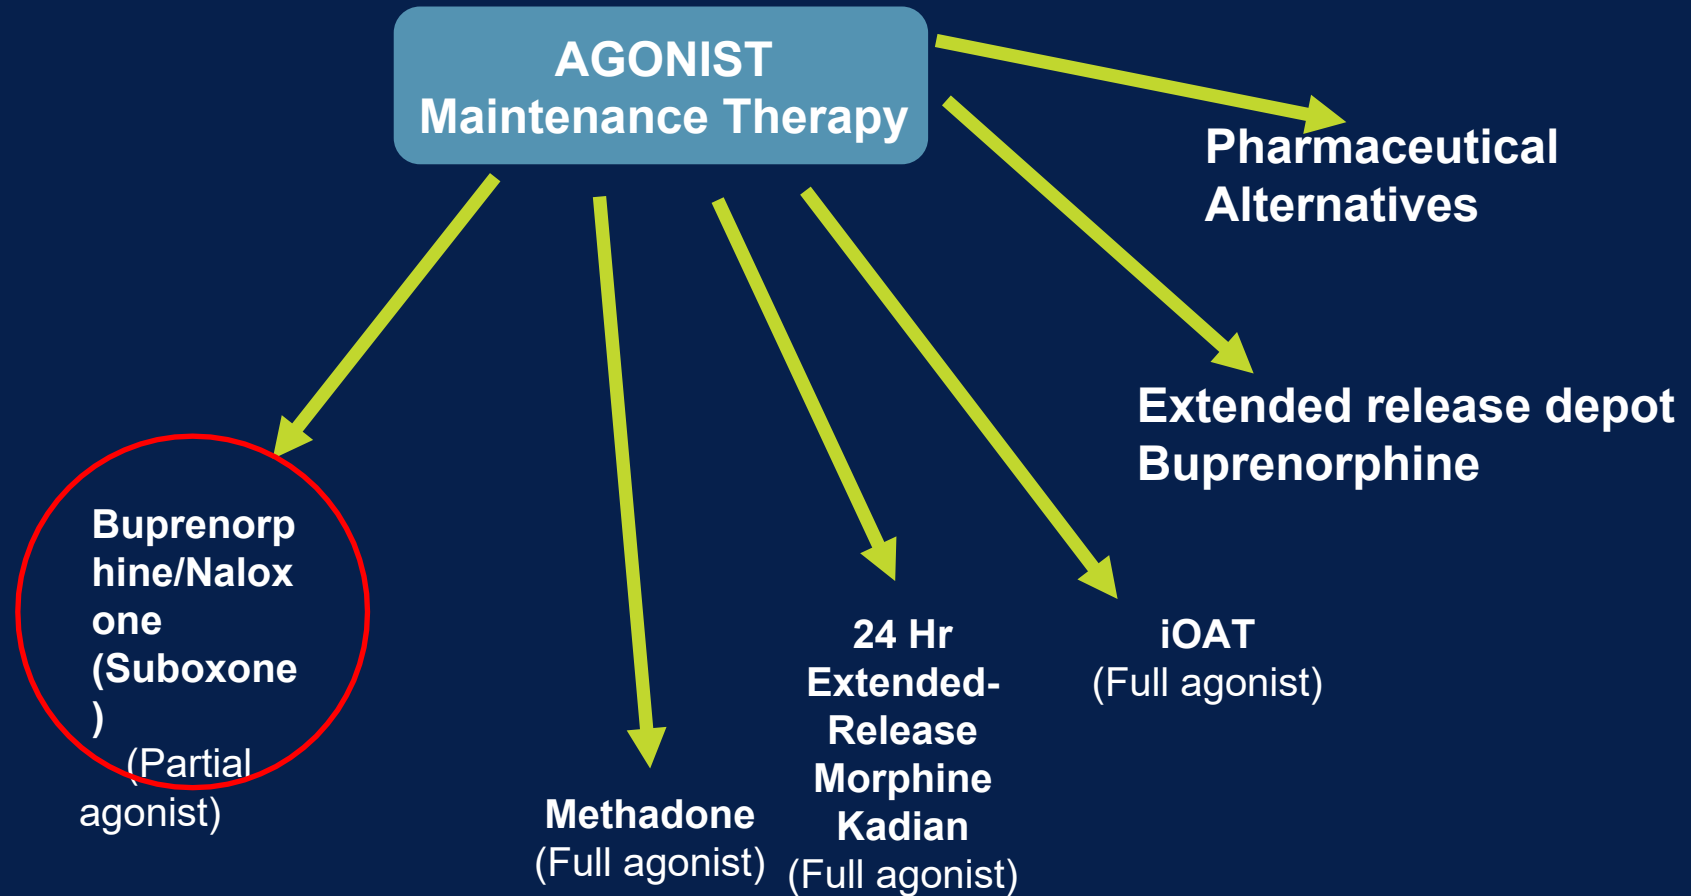 AGONIST
Maintenance Therapy
Pharmaceutical
Alternatives
Extended release depot
Buprenorphine
Buprenorp
hine/Nalox
one
(Suboxone
)
(Partial
agonist)
Methadone
(Full agonist)
24 Hr
Extended-
Release
Morphine
Kadian
(Full agonist)
iOAT
(Full agonist)